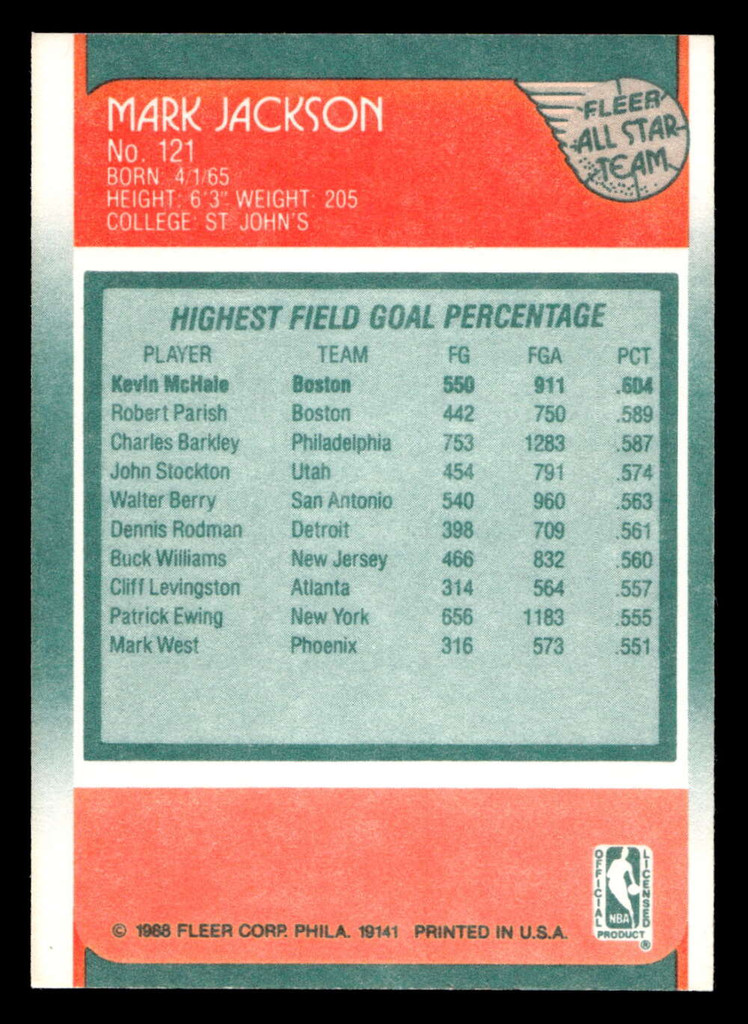 MARK JACKSON
No. 121
BORN: 4/1/65
HEIGHT: 6'3" WEIGHT: 205
COLLEGE: ST JOHN'S
FLEER
ALL STAR
TEAM
HIGHEST FIELD GOAL PERCENTAGE
PLAYER TEAM FG FGA PCT
Kevin McHale Boston 550 911 .604
Robert Parish Boston 442 750 .589
Charles Barkley Philadelphia 753 1283 .587
John Stockton Utah 454 791 .574
Walter Berry San Antonio 540 960 .563
Dennis Rodman Detroit 398 709 .561
Buck Williams New Jersey 466 832 .560
Cliff Levingston Atlanta 314 564 .557
Patrick Ewing New York 656 1183 .555
Mark West Phoenix 316 573 .551
OFFICIAL LICENSED
NBA
PRODUCT
®
© 1988 FLEER CORP. PHILA. 19141 PRINTED IN U.S.A.